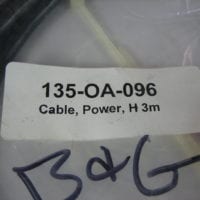 135-OA-096
Cable, Power, H 3m
B&G